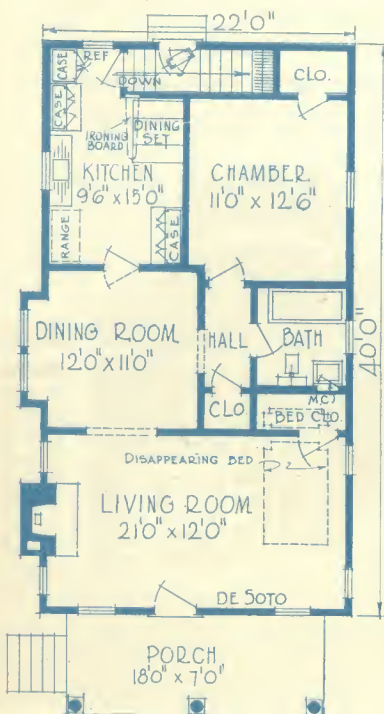 22'0"
REF
CASE
DOWN
CLO.
CASE
IRONING
BOARD
DINING
SET
KITCHEN
9'6" x 15'0"
CHAMBER
11'0" x 12'6"
RANGE
CASE
DINING ROOM
12'0" x 11'0"
HALL
BATH
40'0"
CLO
M.C.
BED CLO.
DISAPPEARING BED
LIVING ROOM
21'0" x 12'0"
DE SOTO
PORCH
18'0" x 7'0"